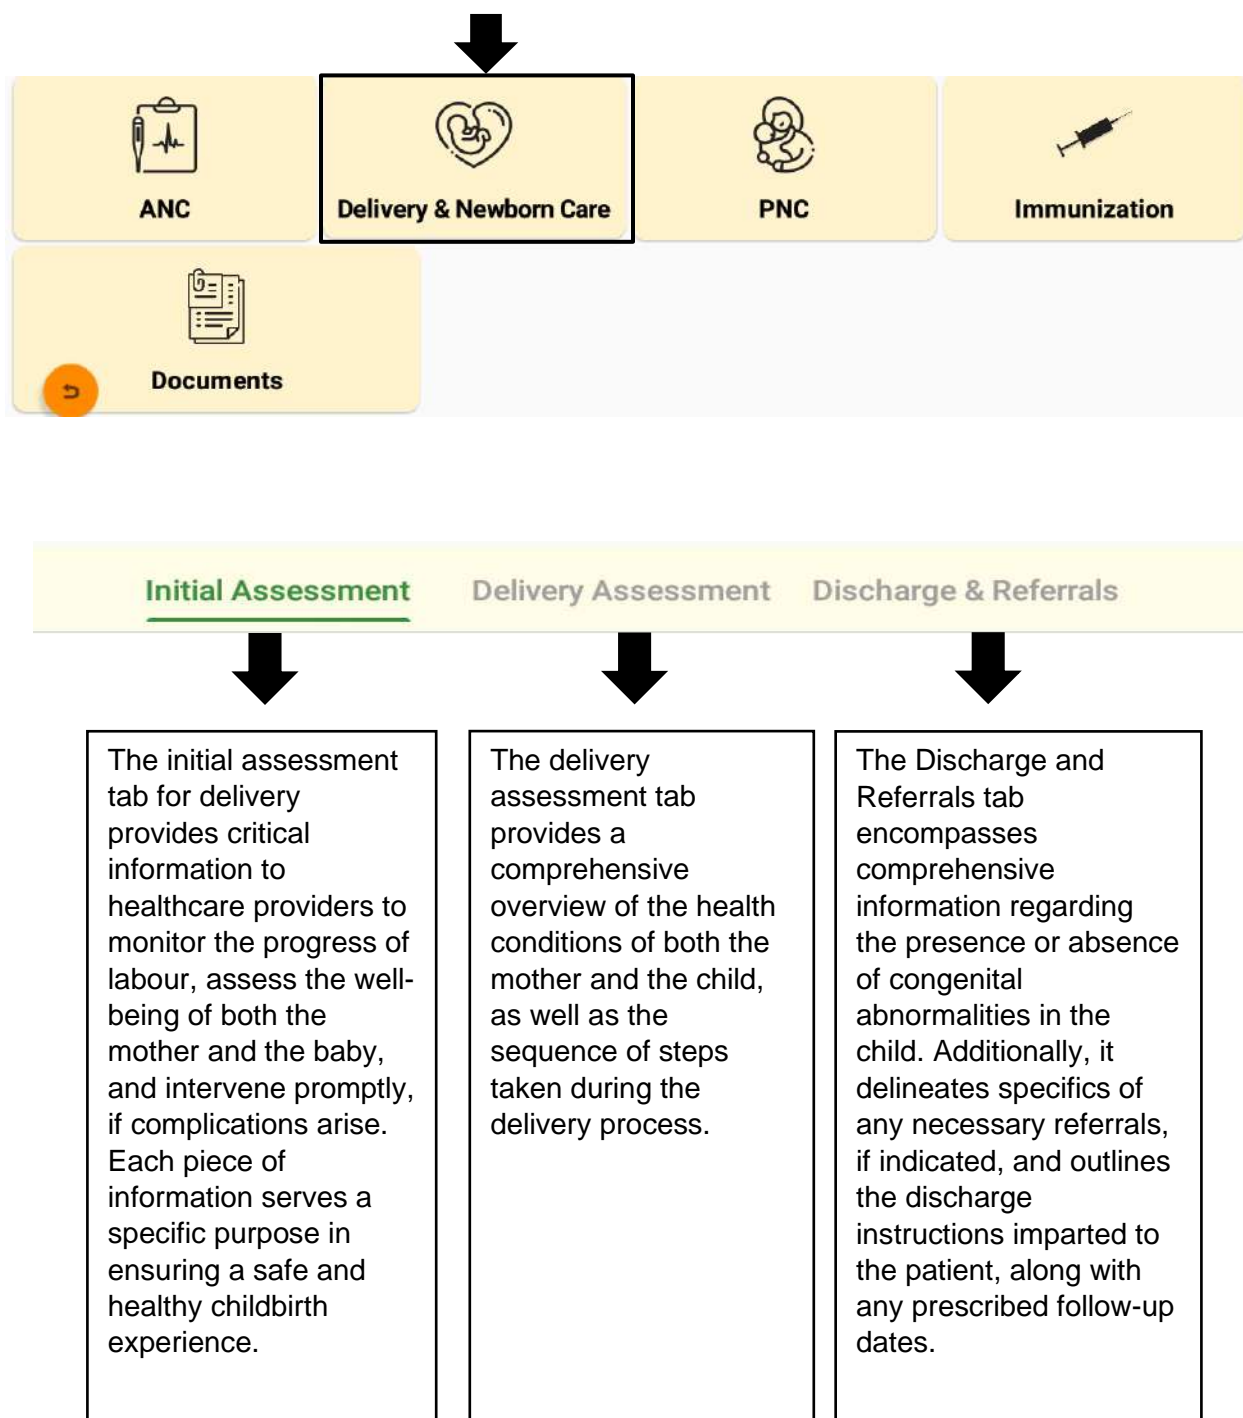 ANC
Delivery & Newborn Care
PNC
Immunization
Documents
Initial Assessment
Delivery Assessment
Discharge & Referrals
The initial assessment
tab for delivery
provides critical
information to
healthcare providers to
monitor the progress of
labour, assess the well-
being of both the
mother and the baby,
and intervene promptly,
if complications arise.
Each piece of
information serves a
specific purpose in
ensuring a safe and
healthy childbirth
experience.
The delivery
assessment tab
provides a
comprehensive
overview of the health
conditions of both the
mother and the child,
as well as the
sequence of steps
taken during the
delivery process.
The Discharge and
Referrals tab
encompasses
comprehensive
information regarding
the presence or absence
of congenital
abnormalities in the
child. Additionally, it
delineates specifics of
any necessary referrals,
if indicated, and outlines
the discharge
instructions imparted to
the patient, along with
any prescribed follow-up
dates.